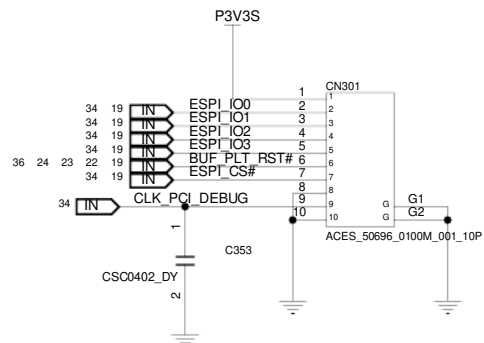 P3V3S
CN301
1 1
34 19 IN ESPI_IO0 2 2
34 19 IN ESPI_IO1 3 3
34 19 IN ESPI_IO2 4 4
34 19 IN ESPI_IO3 5 5
36 24 23 22 19 IN BUF_PLT_RST# 6 6
34 19 IN ESPI_CS# 7 7
8 8
34 IN CLK_PCI_DEBUG 9 9 G G1
10 10 G G2
ACES_50696_0100M_001_10P
1
C353
CSC0402_DY
2